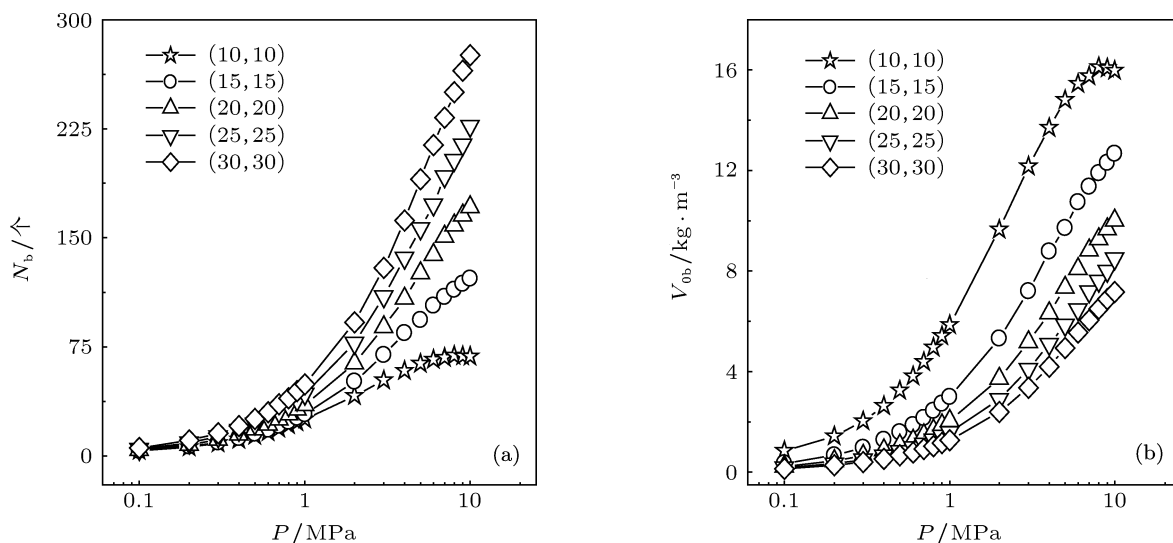 300
225
150
75
0
N_b/个
(10,10)
(15,15)
(20,20)
(25,25)
(30,30)
(a)
0.1 1 10
P/MPa
16
12
8
4
0
V_0b/kg·m⁻³
(10,10)
(15,15)
(20,20)
(25,25)
(30,30)
(b)
0.1 1 10
P/MPa